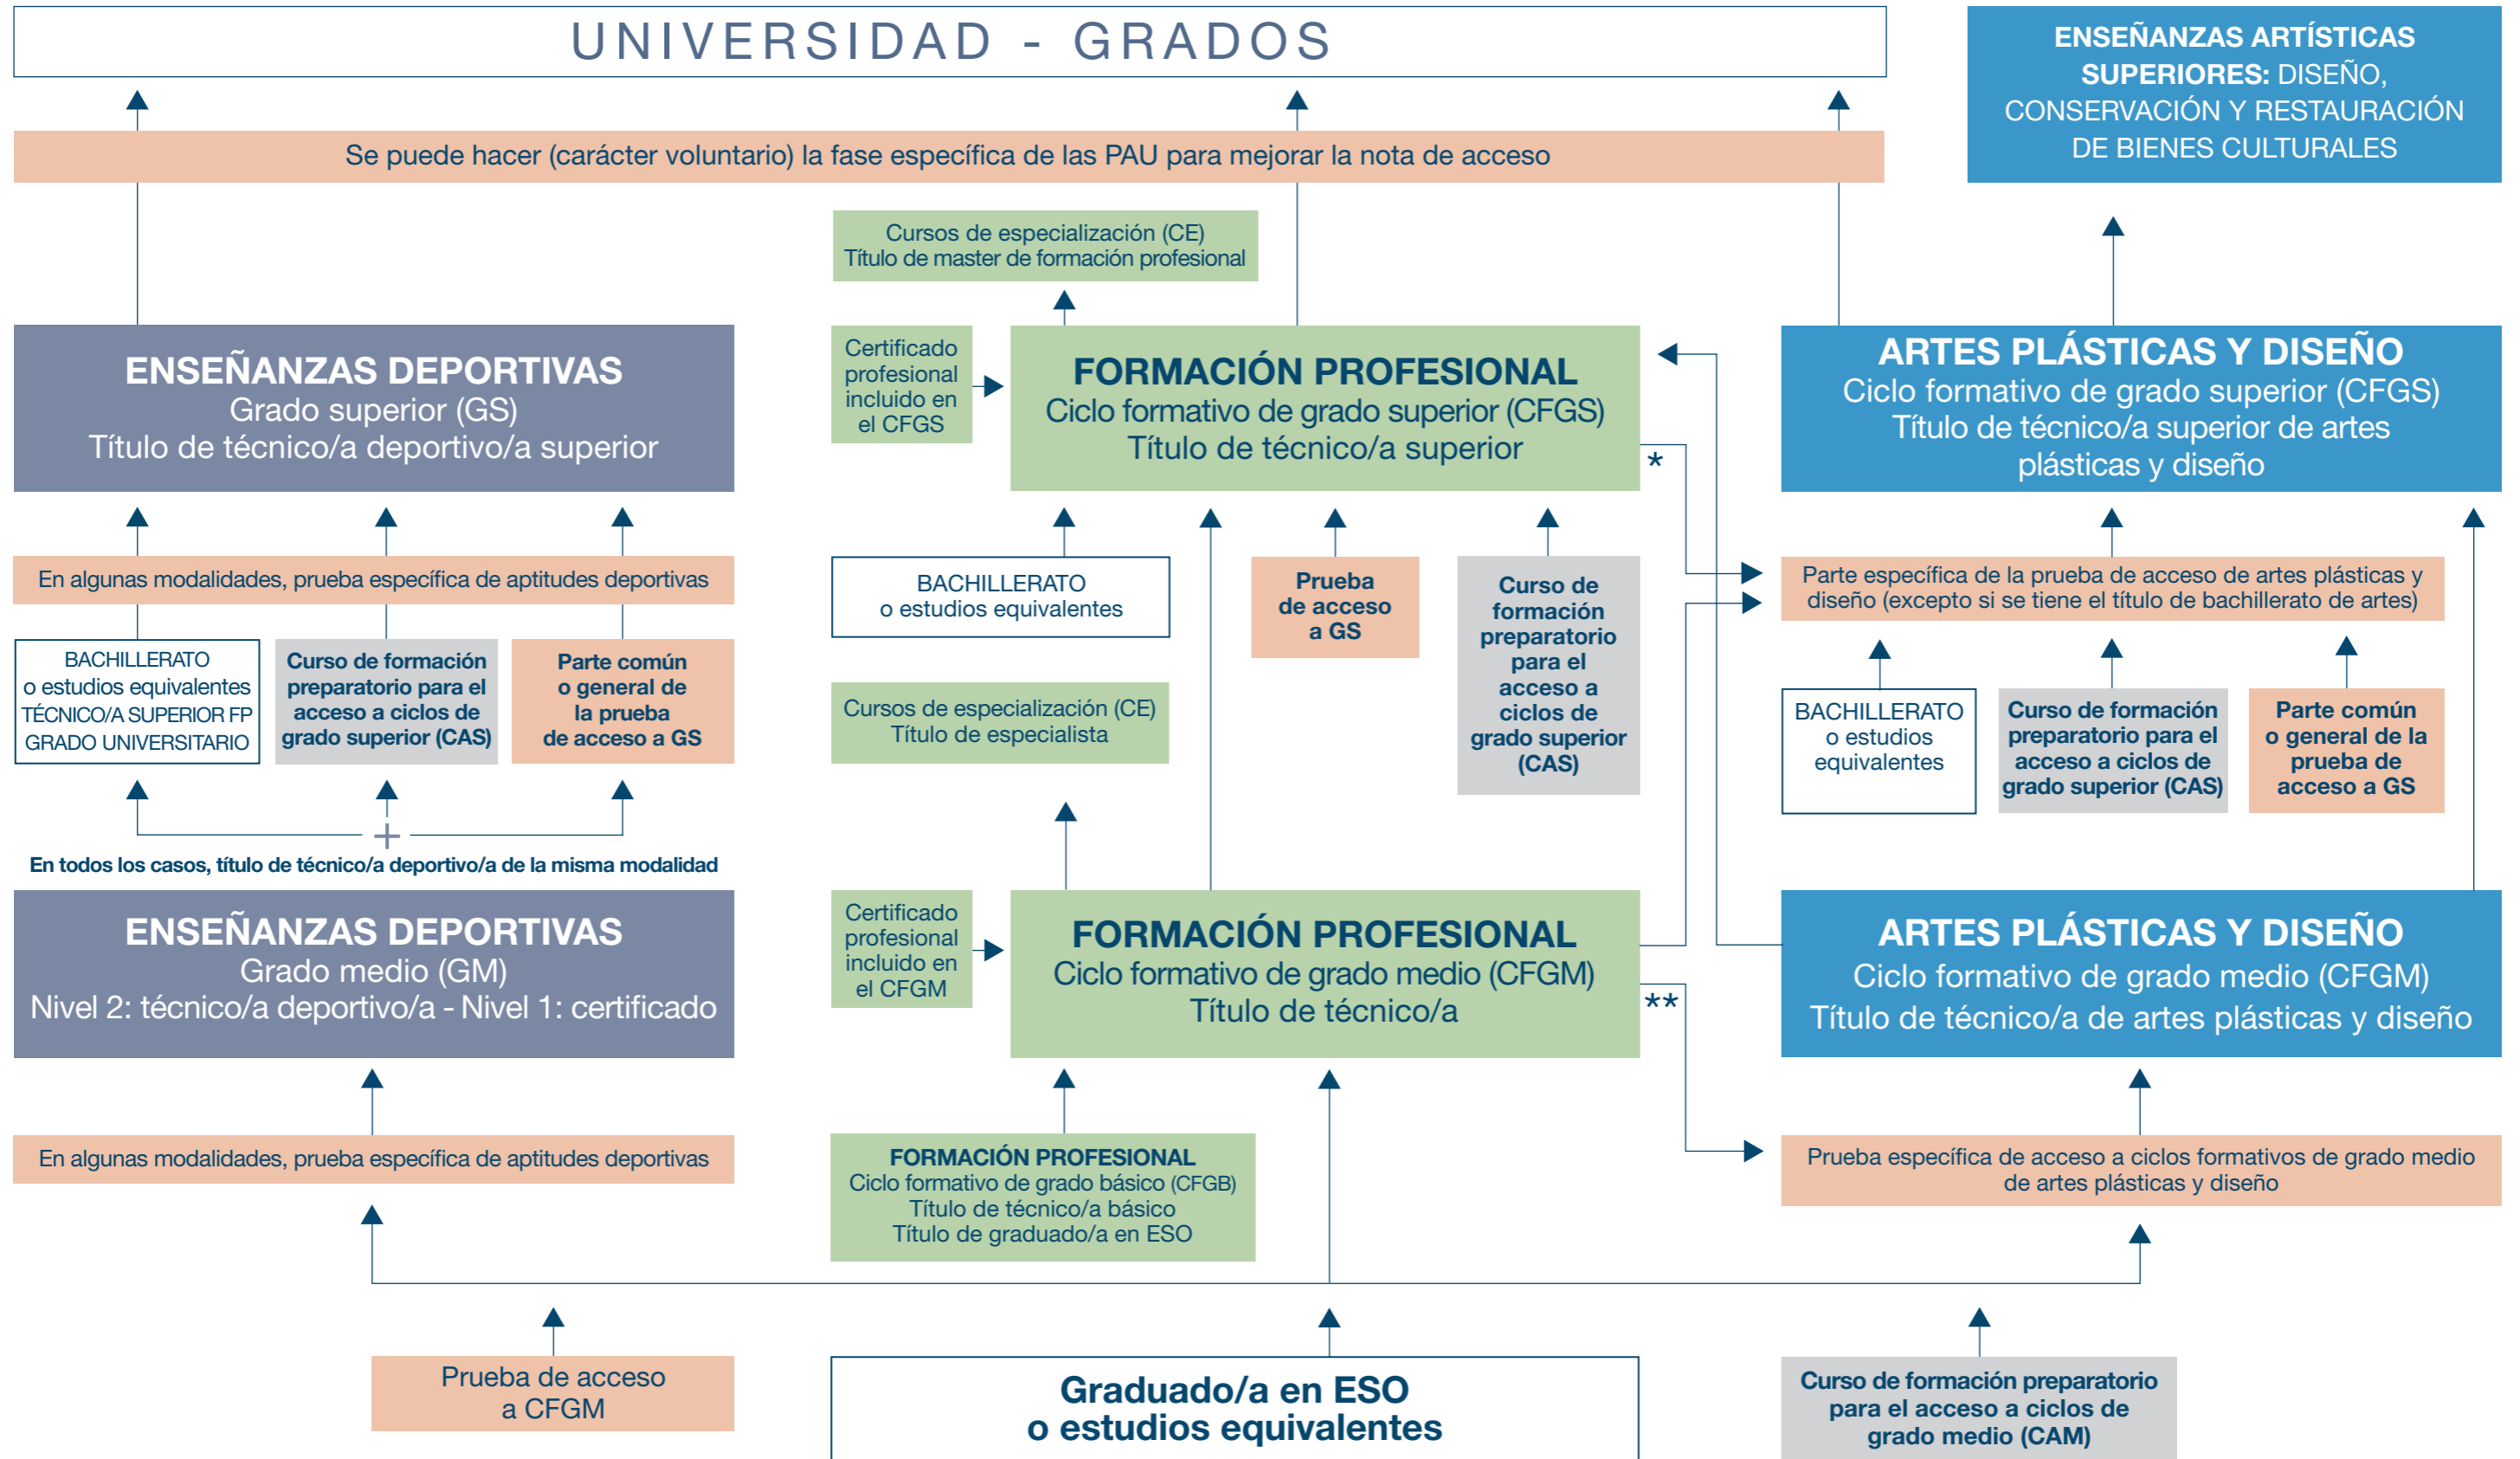 UNIVERSIDAD - GRADOS
ENSEÑANZAS ARTÍSTICAS
SUPERIORES: DISEÑO,
CONSERVACIÓN Y RESTAURACIÓN
DE BIENES CULTURALES
Se puede hacer (carácter voluntario) la fase específica de las PAU para mejorar la nota de acceso
Cursos de especialización (CE)
Título de master de formación profesional
ENSEÑANZAS DEPORTIVAS
Grado superior (GS)
Título de técnico/a deportivo/a superior
Certificado
profesional
incluido en
el CFGS
FORMACIÓN PROFESIONAL
Ciclo formativo de grado superior (CFGS)
Título de técnico/a superior
*
ARTES PLÁSTICAS Y DISEÑO
Ciclo formativo de grado superior (CFGS)
Título de técnico/a superior de artes
plásticas y diseño
En algunas modalidades, prueba específica de aptitudes deportivas
BACHILLERATO
o estudios equivalentes
TÉCNICO/A SUPERIOR FP
GRADO UNIVERSITARIO
Curso de formación
preparatorio para el
acceso a ciclos de
grado superior (CAS)
Parte común
o general de
la prueba
de acceso a GS
+
En todos los casos, título de técnico/a deportivo/a de la misma modalidad
BACHILLERATO
o estudios equivalentes
Prueba
de acceso
a GS
Curso de
formación
preparatorio
para el
acceso a
ciclos de
grado superior
(CAS)
Cursos de especialización (CE)
Título de especialista
Parte específica de la prueba de acceso de artes plásticas y
diseño (excepto si se tiene el título de bachillerato de artes)
BACHILLERATO
o estudios
equivalentes
Curso de formación
preparatorio para el
acceso a ciclos de
grado superior (CAS)
Parte común
o general de la
prueba de
acceso a GS
ENSEÑANZAS DEPORTIVAS
Grado medio (GM)
Nivel 2: técnico/a deportivo/a - Nivel 1: certificado
Certificado
profesional
incluido en
el CFGM
FORMACIÓN PROFESIONAL
Ciclo formativo de grado medio (CFGM)
Título de técnico/a
**
ARTES PLÁSTICAS Y DISEÑO
Ciclo formativo de grado medio (CFGM)
Título de técnico/a de artes plásticas y diseño
En algunas modalidades, prueba específica de aptitudes deportivas
FORMACIÓN PROFESIONAL
Ciclo formativo de grado básico (CFGB)
Título de técnico/a básico
Título de graduado/a en ESO
Prueba específica de acceso a ciclos formativos de grado medio
de artes plásticas y diseño
Prueba de acceso
a CFGM
Graduado/a en ESO
o estudios equivalentes
Curso de formación preparatorio
para el acceso a ciclos de
grado medio (CAM)